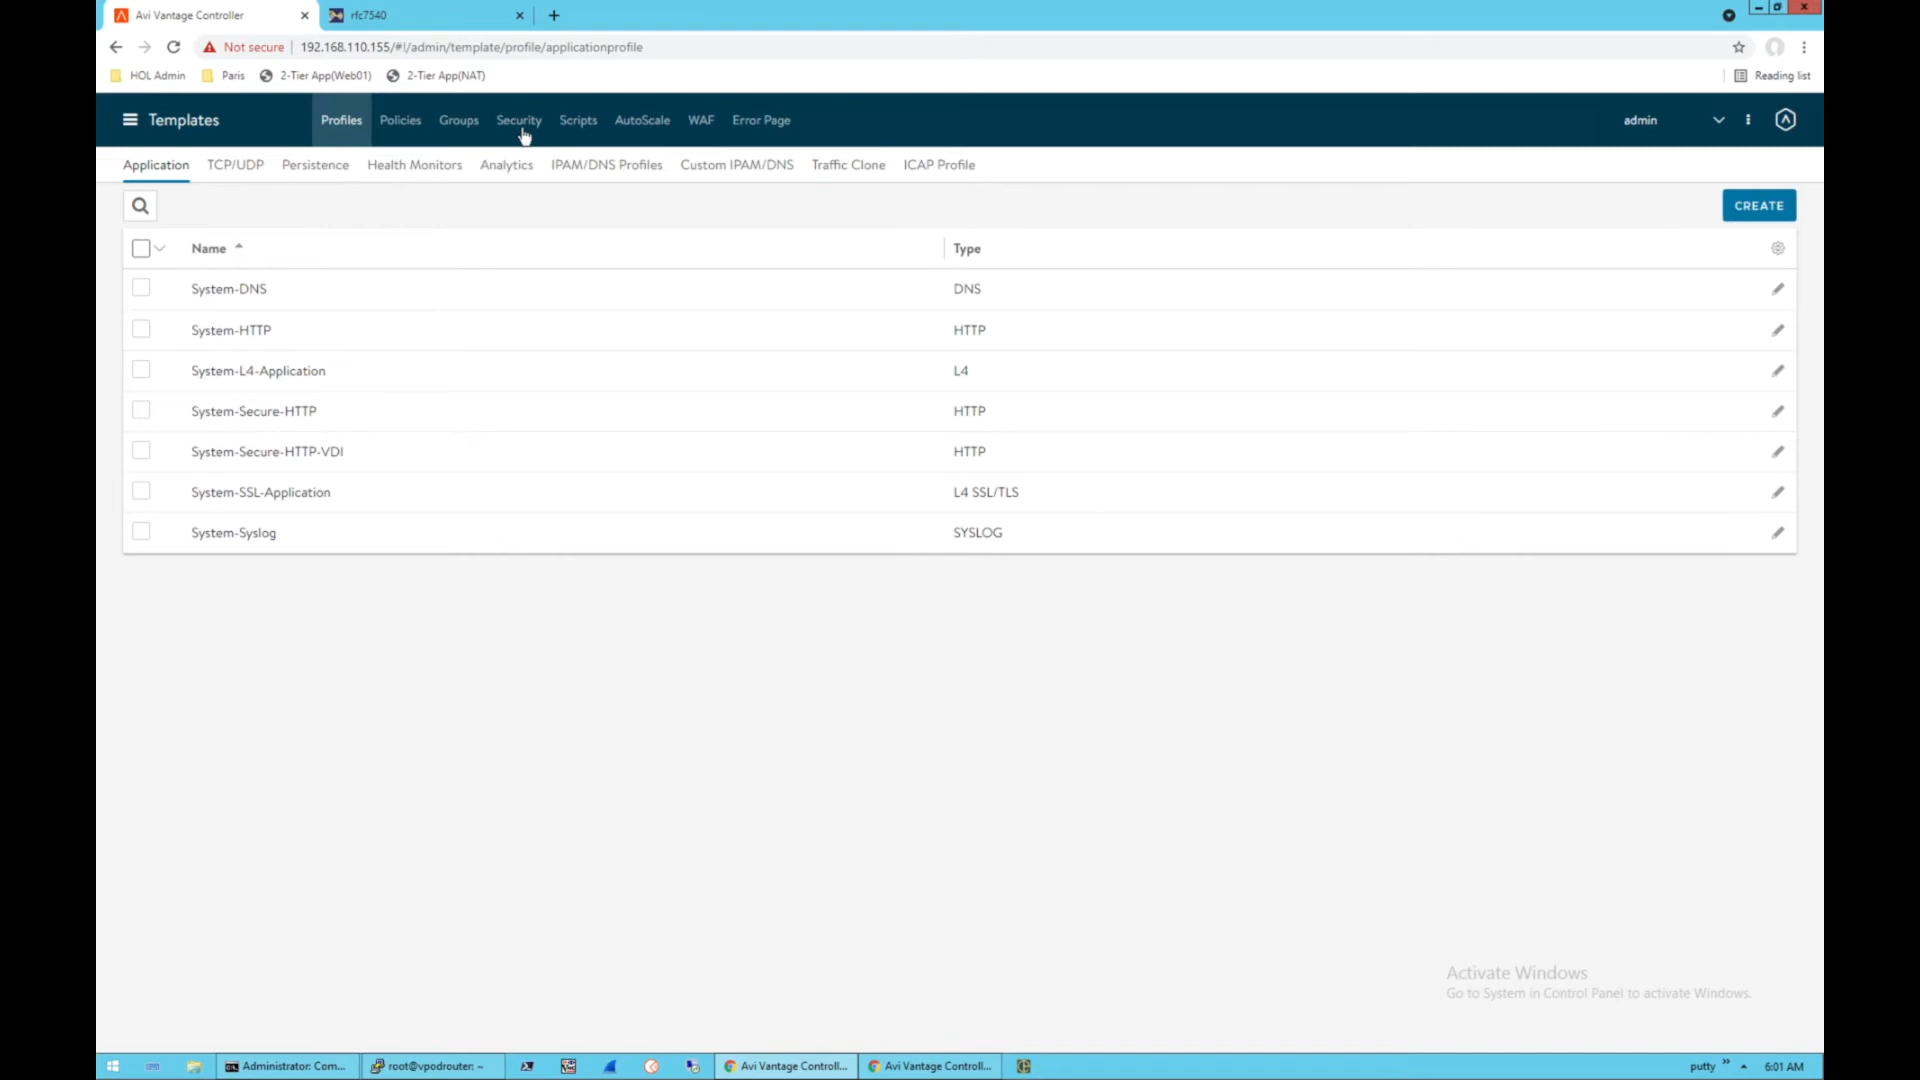 Avi Vantage Controller
rfc7540
Not secure 192.168.110.155/#!/admin/template/profile/applicationprofile
HOL Admin Paris 2-Tier App(Web01) 2-Tier App(NAT) Reading list
Templates Profiles Policies Groups Security Scripts AutoScale WAF Error Page admin
Application TCP/UDP Persistence Health Monitors Analytics IPAM/DNS Profiles Custom IPAM/DNS Traffic Clone ICAP Profile
CREATE
Name Type
System-DNS DNS
System-HTTP HTTP
System-L4-Application L4
System-Secure-HTTP HTTP
System-Secure-HTTP-VDI HTTP
System-SSL-Application L4 SSL/TLS
System-Syslog SYSLOG
Activate Windows
Go to System in Control Panel to activate Windows.
Administrator: Com... root@vpodrouter: ~ Avi Vantage Controll... Avi Vantage Controll... putty 6:01 AM